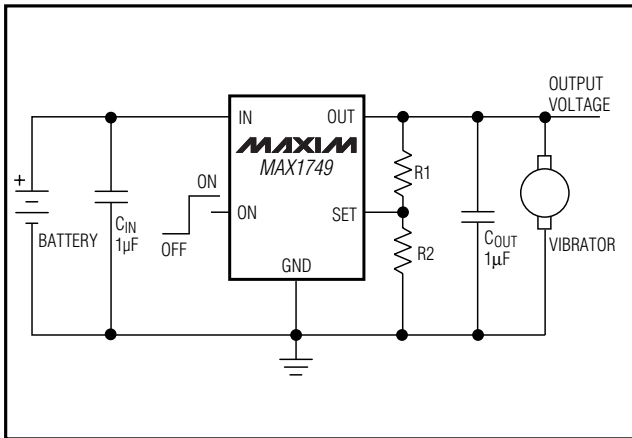 OUTPUT
VOLTAGE
IN
OUT
MAXIM
MAX1749
R1
ON
ON
SET
OFF
+
BATTERY
CIN
1µF
R2
COUT
1µF
VIBRATOR
GND